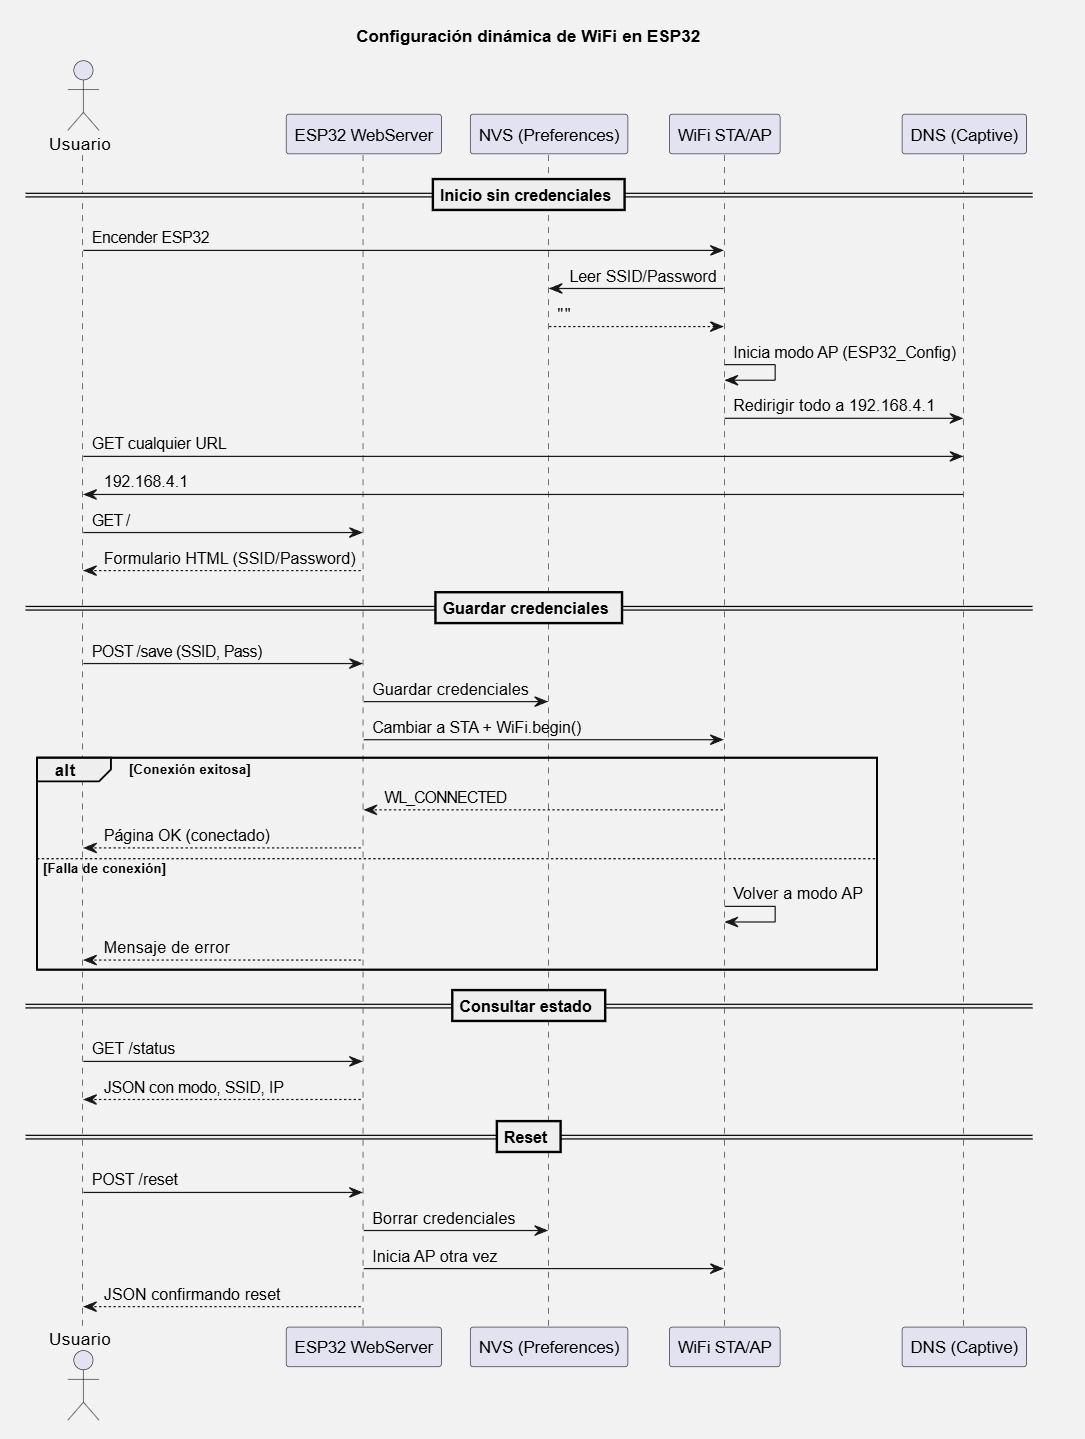 Configuración dinámica de WiFi en ESP32
Usuario
ESP32 WebServer
NVS (Preferences)
WiFi STA/AP
DNS (Captive)
Inicio sin credenciales
Encender ESP32
Leer SSID/Password
""
Inicia modo AP (ESP32_Config)
Redirigir todo a 192.168.4.1
GET cualquier URL
192.168.4.1
GET /
Formulario HTML (SSID/Password)
Guardar credenciales
POST /save (SSID, Pass)
Guardar credenciales
Cambiar a STA + WiFi.begin()
alt
[Conexión exitosa]
WL_CONNECTED
Página OK (conectado)
[Falla de conexión]
Volver a modo AP
Mensaje de error
Consultar estado
GET /status
JSON con modo, SSID, IP
Reset
POST /reset
Borrar credenciales
Inicia AP otra vez
JSON confirmando reset
Usuario
ESP32 WebServer
NVS (Preferences)
WiFi STA/AP
DNS (Captive)